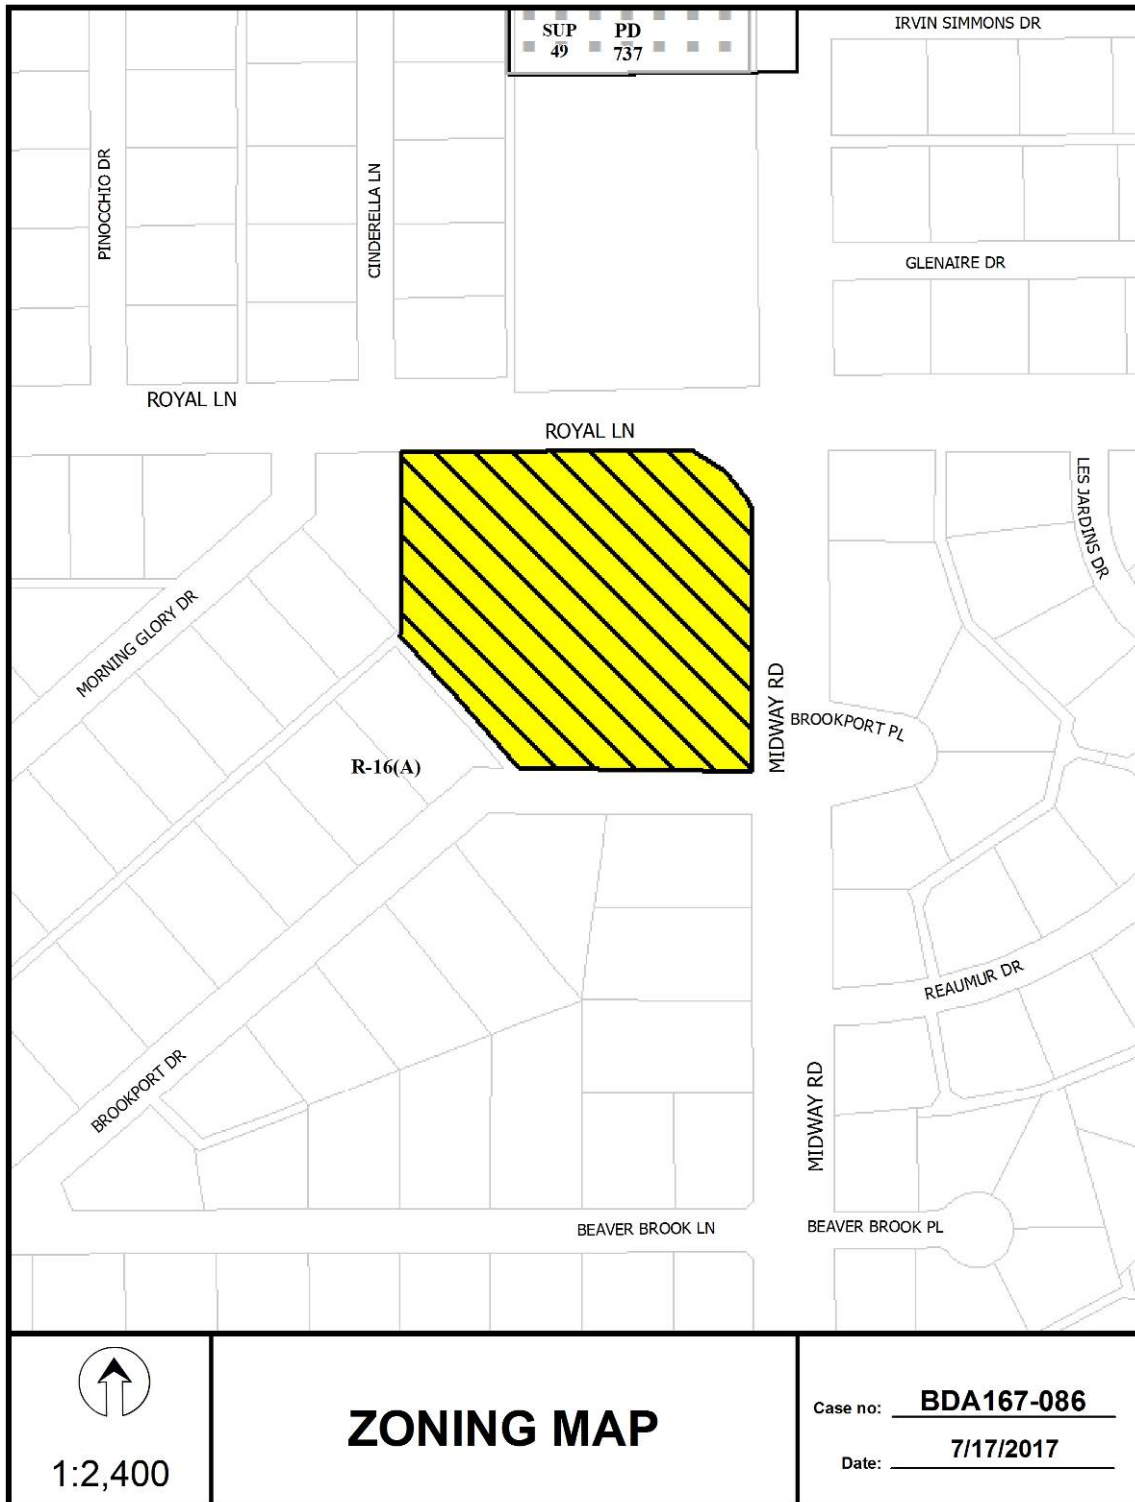 SUP
49
PD
737
IRVIN SIMMONS DR
PINOCCHIO DR
CINDERELLA LN
GLENAIRE DR
ROYAL LN
ROYAL LN
LES JARDINS DR
MORNING GLORY DR
MIDWAY RD
BROOKPORT PL
R-16(A)
REAUMUR DR
BROOKPORT DR
MIDWAY RD
BEAVER BROOK LN
BEAVER BROOK PL
1:2,400
ZONING MAP
Case no: BDA167-086
Date: 7/17/2017